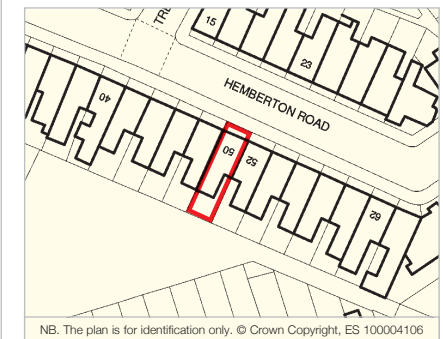 TRE
15
23
HEMBERTON ROAD
40
50
52
62
NB. The plan is for identification only. © Crown Copyright, ES 100004106